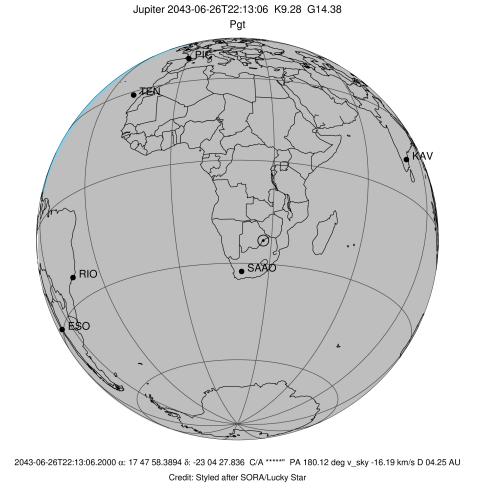 Jupiter 2043-06-26T22:13:06 K9.28 G14.38
Pgt
PIC
TEN
KAV
SAAO
RIO
ESO
2043-06-26T22:13:06.2000 α: 17 47 58.3894 δ: -23 04 27.836 C/A *****" PA 180.12 deg v_sky -16.19 km/s D 04.25 AU
Credit: Styled after SORA/Lucky Star